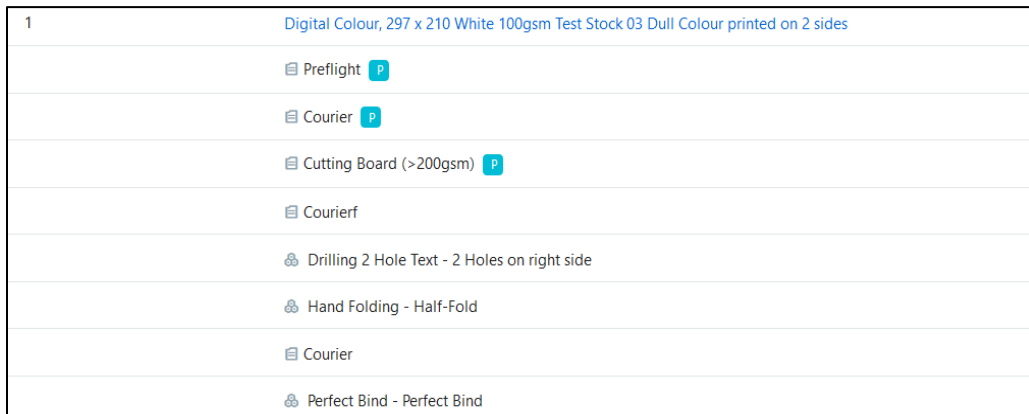 1 Digital Colour, 297 x 210 White 100gsm Test Stock 03 Dull Colour printed on 2 sides
Preflight P
Courier P
Cutting Board (>200gsm) P
Courierf
Drilling 2 Hole Text - 2 Holes on right side
Hand Folding - Half-Fold
Courier
Perfect Bind - Perfect Bind